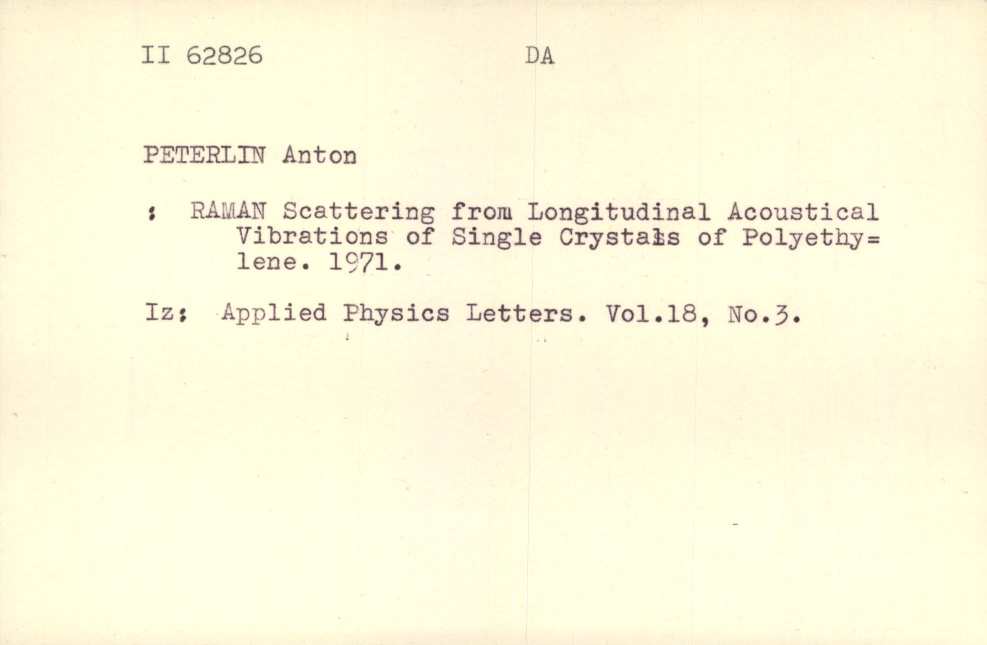 II 62826 DA
PETERLIN Anton
: RAMAN Scattering from Longitudinal Acoustical
Vibrations of Single Crystals of Polyethy=
lene. 1971.
Iz: Applied Physics Letters. Vol.18, No.3.